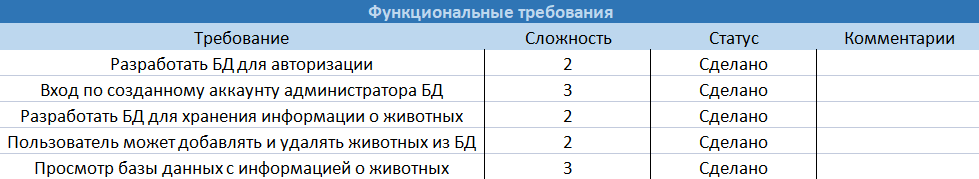 Функциональные требования
Требование Сложность Статус Комментарии
Разработать БД для авторизации 2 Сделано
Вход по созданному аккаунту администратора БД 3 Сделано
Разработать БД для хранения информации о животных 2 Сделано
Пользователь может добавлять и удалять животных из БД 2 Сделано
Просмотр базы данных с информацией о животных 3 Сделано